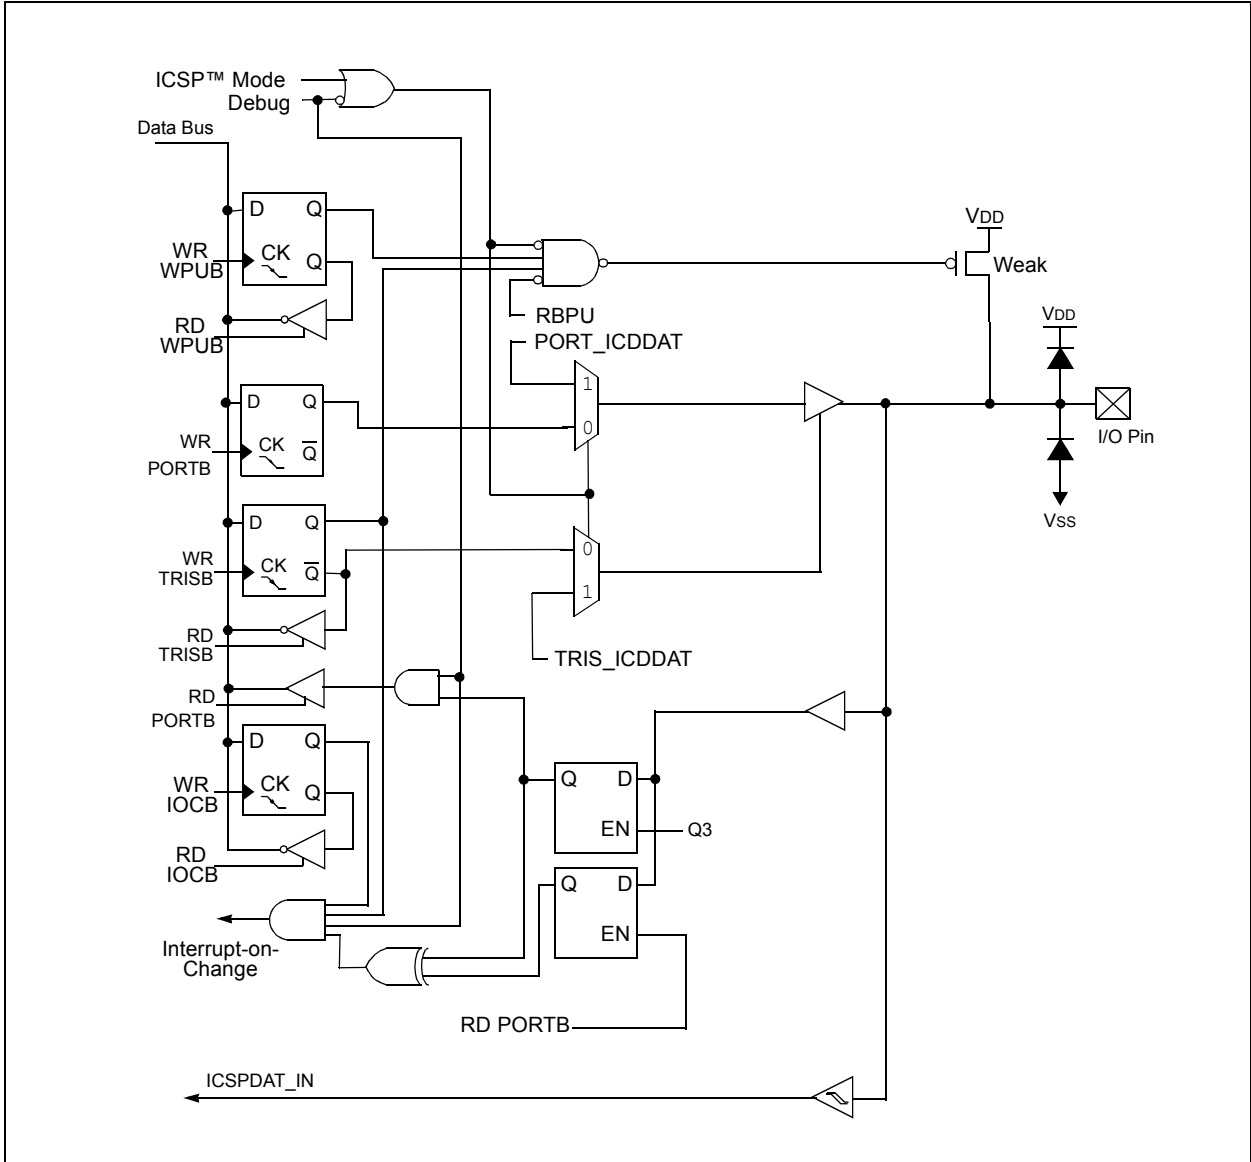 ICSP™ Mode
Debug
Data Bus
D Q
WR
WPUB
CK
Q
RD
WPUB
VDD
Weak
RBPU
PORT_ICDDAT
VDD
1
0
I/O Pin
VSS
D Q
WR
PORTB
CK
Q̅
D Q
WR
TRISB
CK
Q̅
0
1
RD
TRISB
TRIS_ICDDAT
RD
PORTB
D Q
WR
IOCB
CK
Q
Q D
EN
Q3
RD
IOCB
Q D
EN
Interrupt-on-
Change
RD PORTB
ICSPDAT_IN